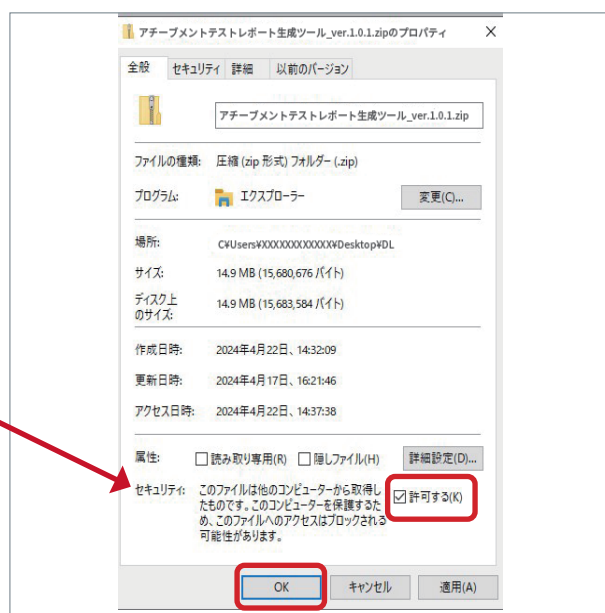 アチーブメントテストレポート生成ツール_ver.1.0.1.zipのプロパティ
全般 セキュリティ 詳細 以前のバージョン
アチーブメントテストレポート生成ツール_ver.1.0.1.zip
ファイルの種類: 圧縮 (zip 形式) フォルダー (.zip)
プログラム: エクスプローラー 変更(C)...
場所: C¥Users¥XXXXXXXXXXXX¥Desktop¥DL
サイズ: 14.9 MB (15,680,676 バイト)
ディスク上
のサイズ: 14.9 MB (15,683,584 バイト)
作成日時: 2024年4月22日、14:32:09
更新日時: 2024年4月17日、16:21:46
アクセス日時: 2024年4月22日、14:37:38
属性: 読み取り専用(R) 隠しファイル(H) 詳細設定(D)...
セキュリティ: このファイルは他のコンピューターから取得し
たものです。このコンピューターを保護するた
め、このファイルへのアクセスはブロックされる
可能性があります。
許可する(K)
OK キャンセル 適用(A)